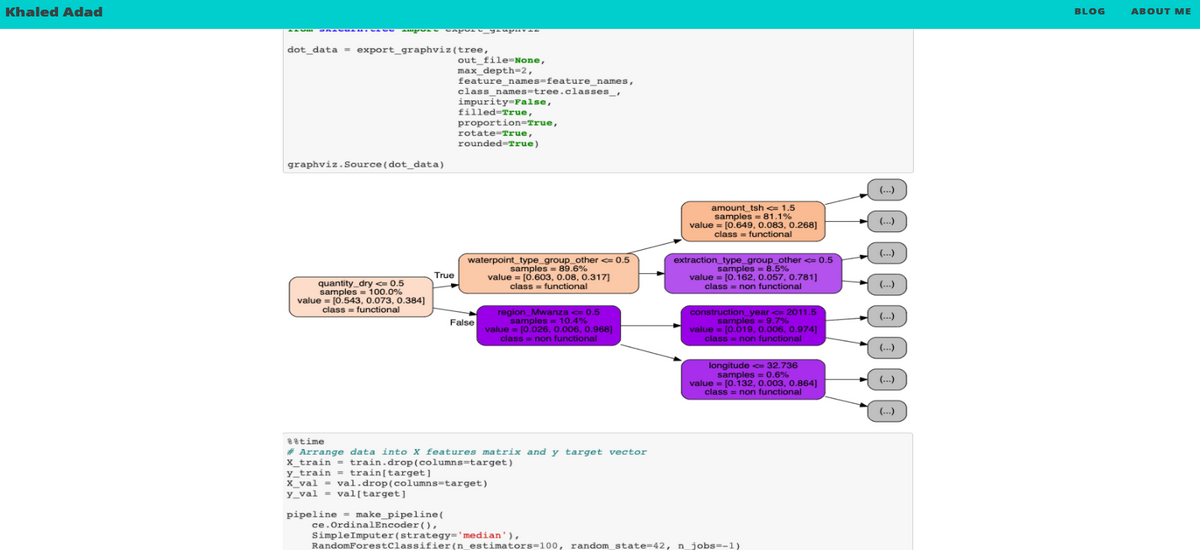 Khaled Adad
BLOG
ABOUT ME
from sklearn.tree import export_graphviz
dot_data = export_graphviz(tree,
out_file=None,
max_depth=2,
feature_names=feature_names,
class_names=tree.classes_,
impurity=False,
filled=True,
proportion=True,
rotate=True,
rounded=True)
graphviz.Source(dot_data)
quantity_dry <= 0.5
samples = 100.0%
value = [0.543, 0.073, 0.384]
class = functional
True
False
waterpoint_type_group_other <= 0.5
samples = 89.6%
value = [0.603, 0.08, 0.317]
class = functional
region_Mwanza <= 0.5
samples = 10.4%
value = [0.026, 0.006, 0.968]
class = non functional
amount_tsh <= 1.5
samples = 81.1%
value = [0.649, 0.083, 0.268]
class = functional
extraction_type_group_other <= 0.5
samples = 8.5%
value = [0.162, 0.057, 0.781]
class = non functional
construction_year <= 2011.5
samples = 9.7%
value = [0.019, 0.006, 0.974]
class = non functional
longitude <= 32.736
samples = 0.6%
value = [0.132, 0.003, 0.864]
class = non functional
(...)
(...)
(...)
(...)
(...)
(...)
(...)
(...)
%%time
# Arrange data into X features matrix and y target vector
X_train = train.drop(columns=target)
y_train = train[target]
X_val = val.drop(columns=target)
y_val = val[target]
pipeline = make_pipeline(
ce.OrdinalEncoder(),
SimpleImputer(strategy='median'),
RandomForestClassifier(n_estimators=100, random_state=42, n_jobs=-1)